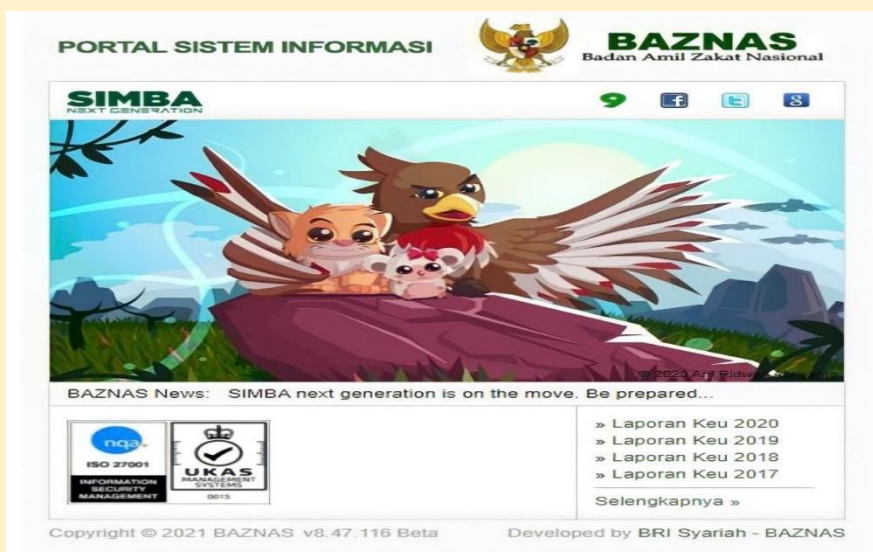 PORTAL SISTEM INFORMASI
BAZNAS
Badan Amil Zakat Nasional
SIMBA
NEXT GENERATION
© 2020 Arif
BAZNAS News: SIMBA next generation is on the move. Be prepared...
nqa.
ISO 27001
INFORMATION
SECURITY
MANAGEMENT
UKAS
MANAGEMENT
SYSTEMS
0015
» Laporan Keu 2020
» Laporan Keu 2019
» Laporan Keu 2018
» Laporan Keu 2017
Selengkapnya »
Copyright © 2021 BAZNAS v8.47.116 Beta
Developed by BRI Syariah - BAZNAS